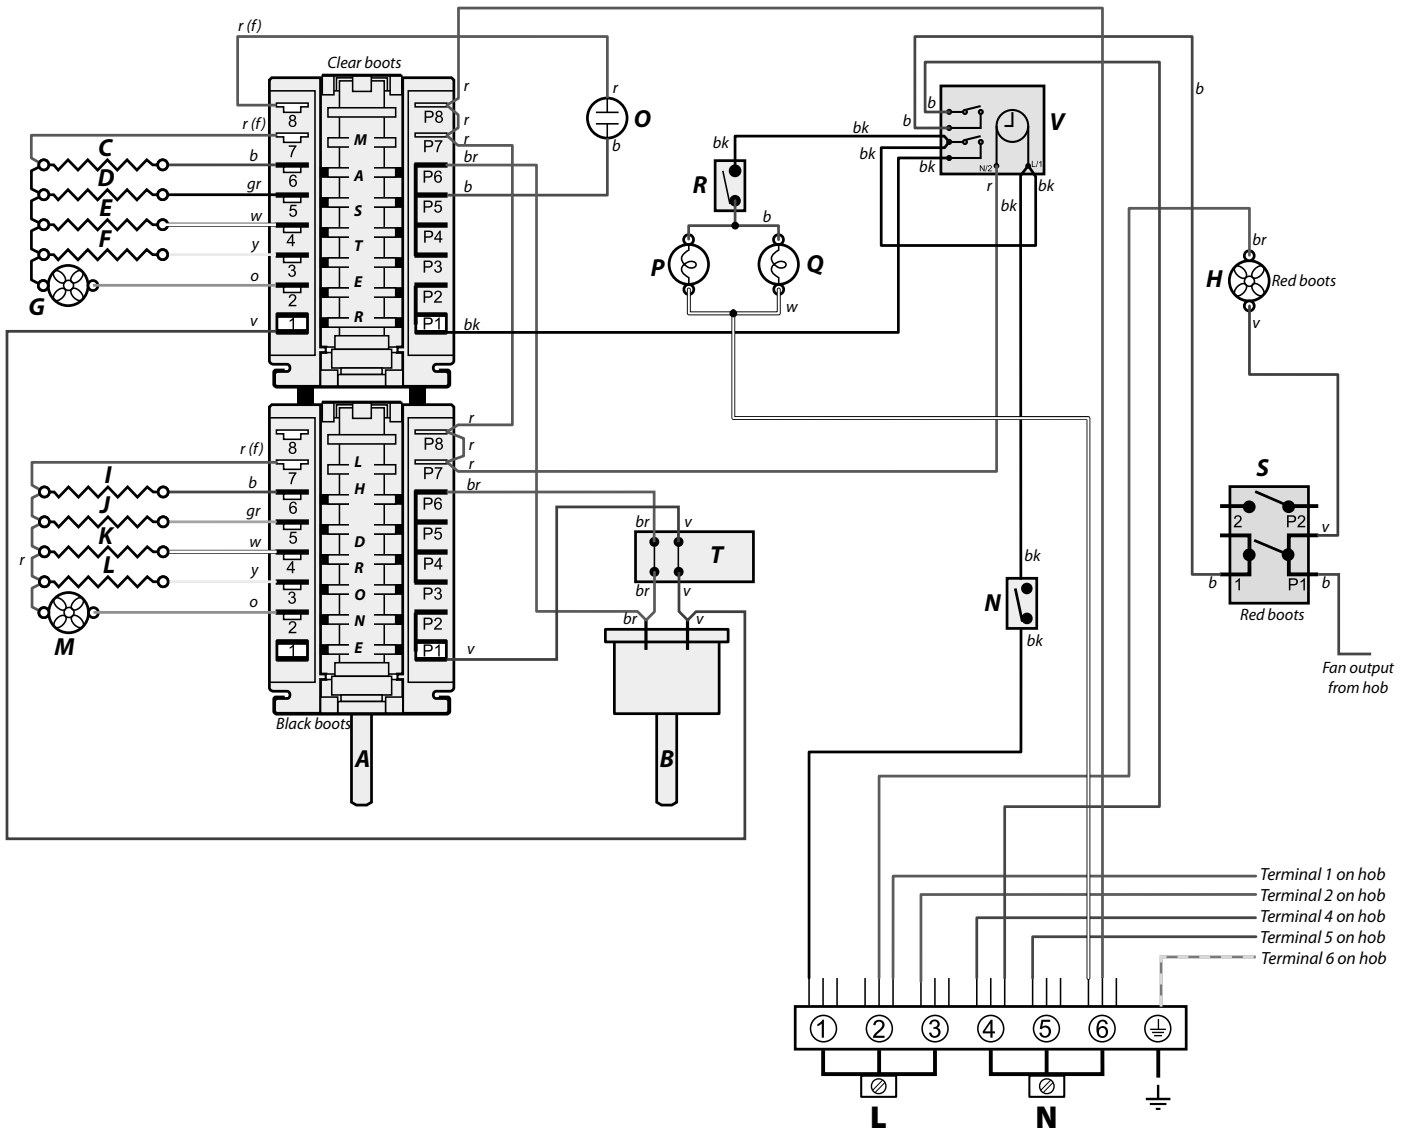 r (f)
Clear boots
r
r
O
b
8
P8
r
r (f)
7
M
P7
r
br
C
b
6
A
P6
b
D
gr
5
S
P5
E
w
4
T
P4
F
y
3
E
P3
G
o
2
R
P2
v
1
P1
bk
bk
R
bk
bk
bk
b
P
Q
w
b
b
V
N/2
L/1
r
bk
bk
b
br
H
Red boots
v
r (f)
8
P8
r
r
7
L
P7
r
I
b
6
H
P6
br
J
gr
5
D
P5
K
w
4
R
P4
r
L
y
3
O
P3
M
o
2
N
P2
1
E
P1
v
Black boots
A
br
v
T
br
v
br
v
B
bk
N
bk
S
2
P2
v
b
1
P1
b
Red boots
Fan output
from hob
Terminal 1 on hob
Terminal 2 on hob
Terminal 4 on hob
Terminal 5 on hob
Terminal 6 on hob
1
2
3
4
5
6
L
N